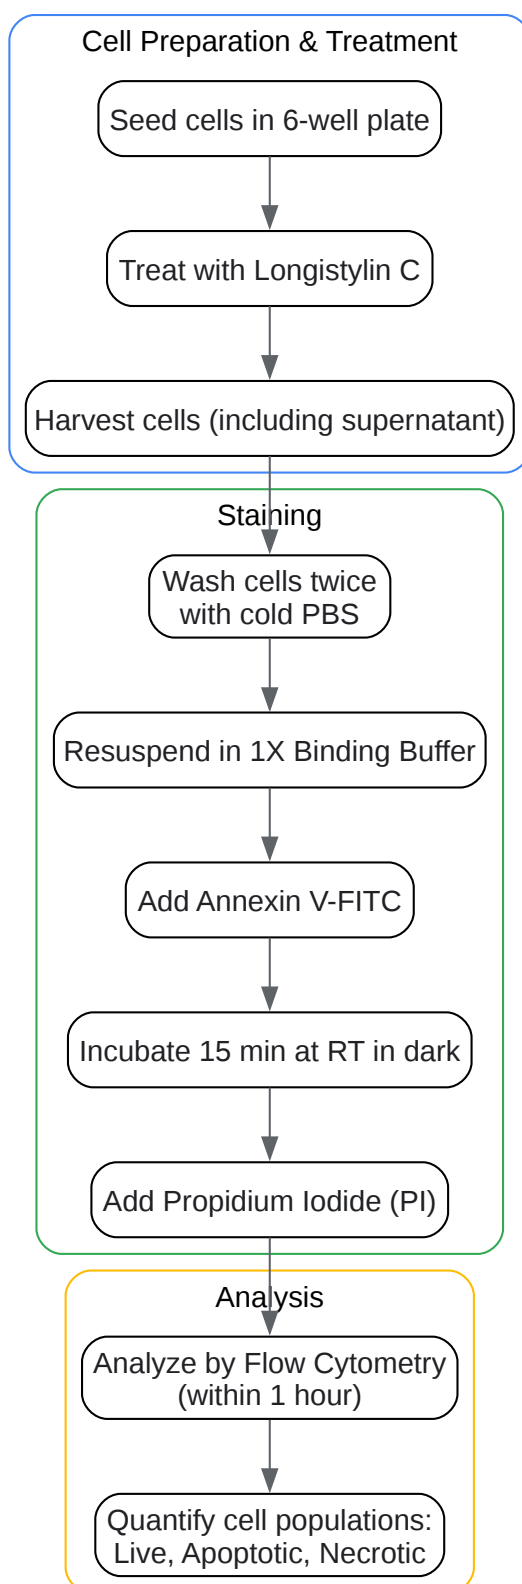 Cell Preparation & Treatment
Seed cells in 6-well plate
Treat with Longistylin C
Harvest cells (including supernatant)
Staining
Wash cells twice
with cold PBS
Resuspend in 1X Binding Buffer
Add Annexin V-FITC
Incubate 15 min at RT in dark
Add Propidium Iodide (PI)
Analysis
Analyze by Flow Cytometry
(within 1 hour)
Quantify cell populations:
Live, Apoptotic, Necrotic